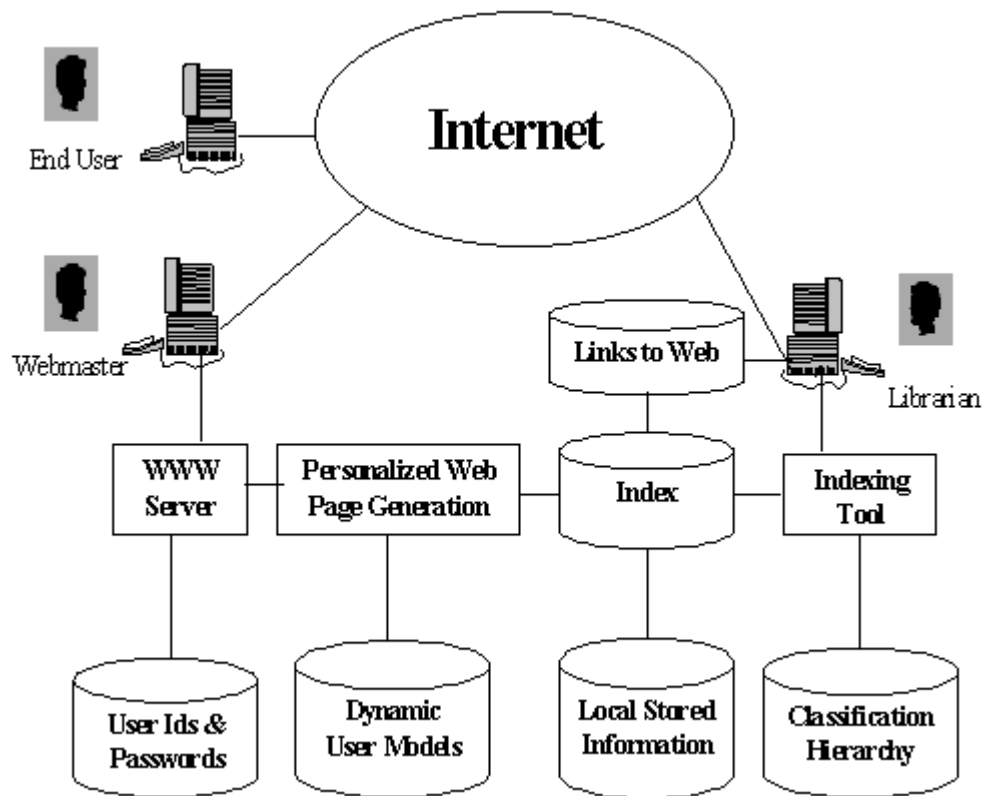 Internet
End User
Webmaster
Links to Web
Librarian
WWW
Server
Personalized Web
Page Generation
Index
Indexing
Tool
User Ids &
Passwords
Dynamic
User Models
Local Stored
Information
Classification
Hierarchy